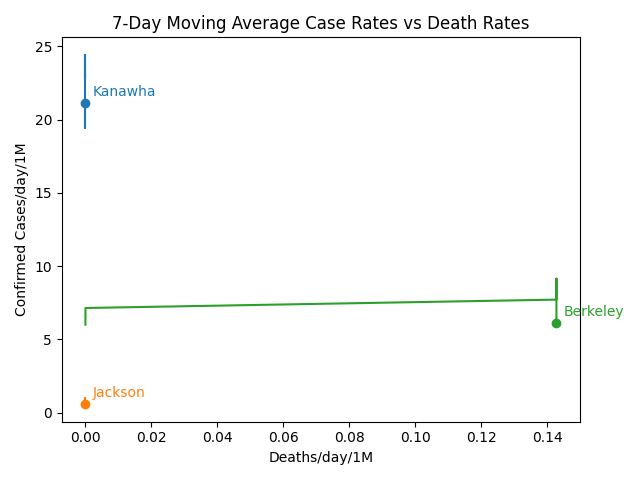 7-Day Moving Average Case Rates vs Death Rates
25
20
15
10
5
0
Confirmed Cases/day/1M
Kanawha
Berkeley
Jackson
0.00 0.02 0.04 0.06 0.08 0.10 0.12 0.14
Deaths/day/1M